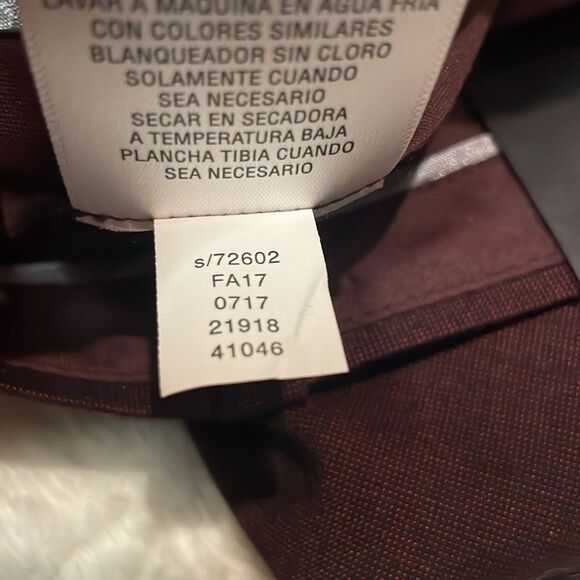 LAVAR A MAQUINA EN AGUA FRIA
CON COLORES SIMILARES
BLANQUEADOR SIN CLORO
SOLAMENTE CUANDO
SEA NECESARIO
SECAR EN SECADORA
A TEMPERATURA BAJA
PLANCHA TIBIA CUANDO
SEA NECESARIO
s/72602
FA17
0717
21918
41046